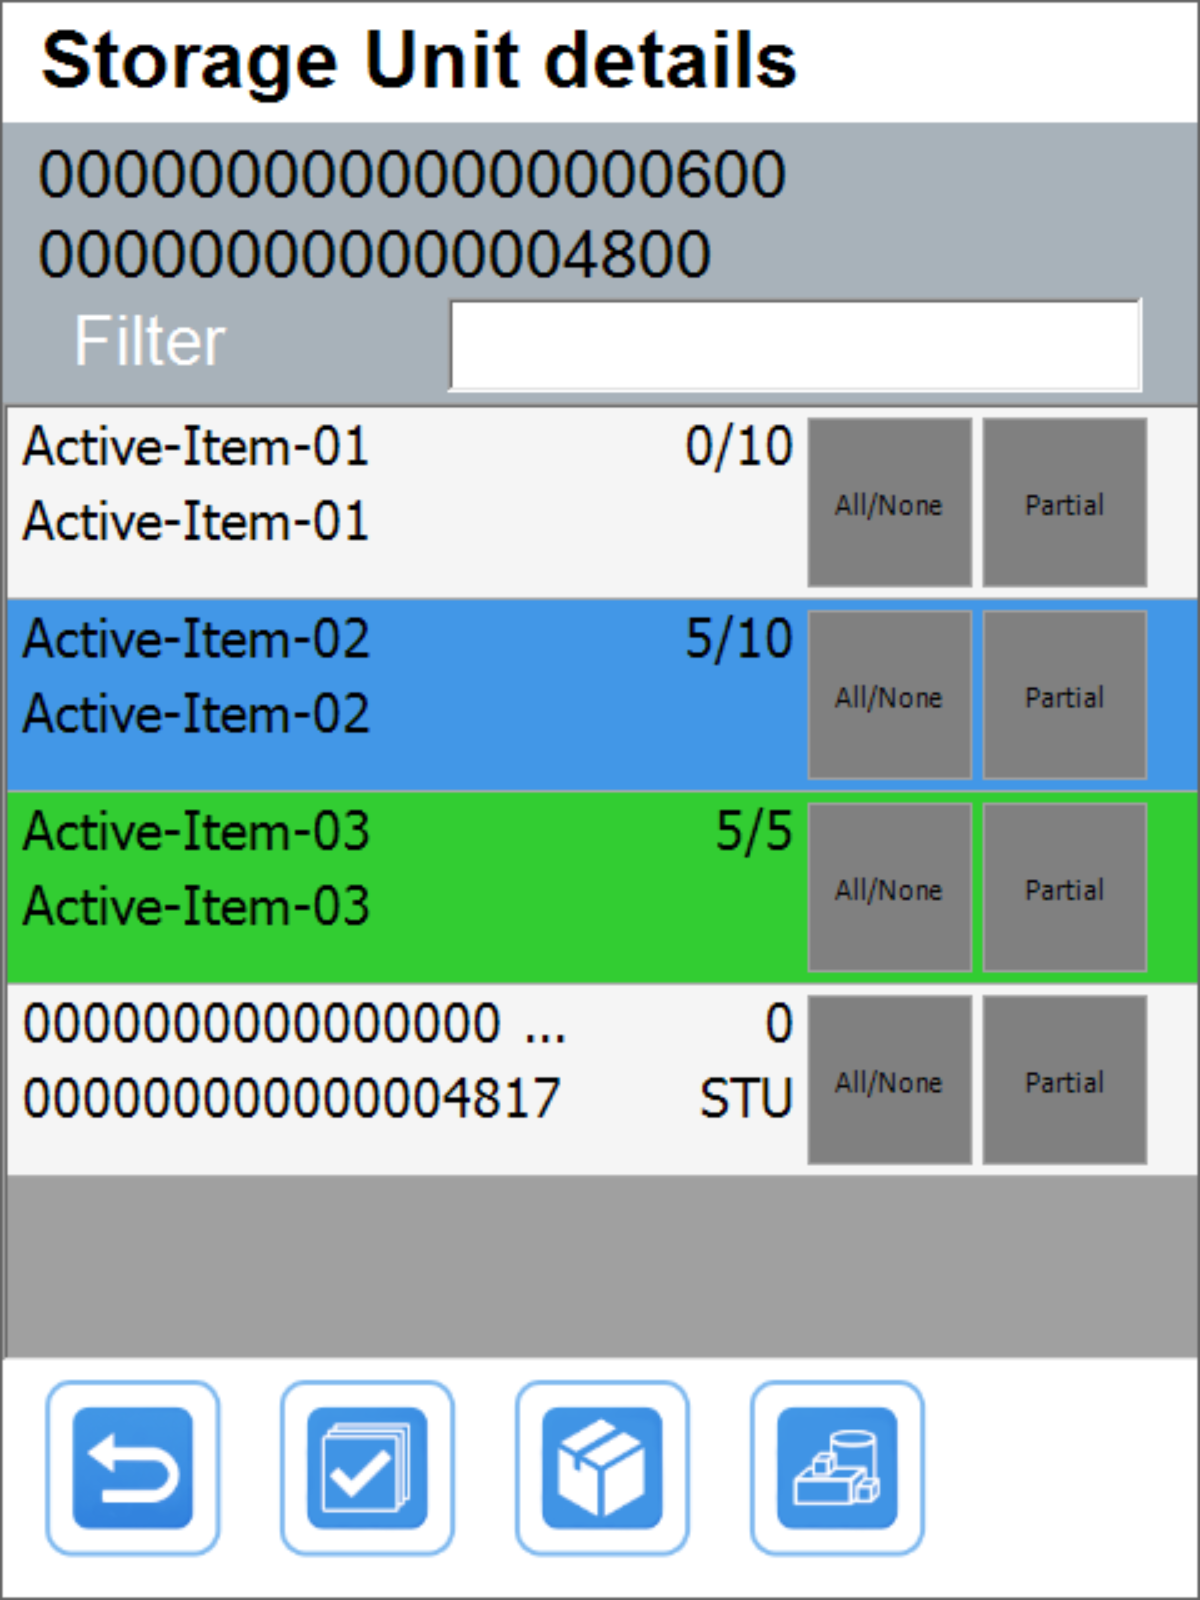 Storage Unit details
00000000000000000600
000000000000004800
Filter
Active-Item-01 0/10
Active-Item-01
All/None Partial
Active-Item-02 5/10
Active-Item-02
All/None Partial
Active-Item-03 5/5
Active-Item-03
All/None Partial
0000000000000000 ... 0
000000000000004817 STU
All/None Partial